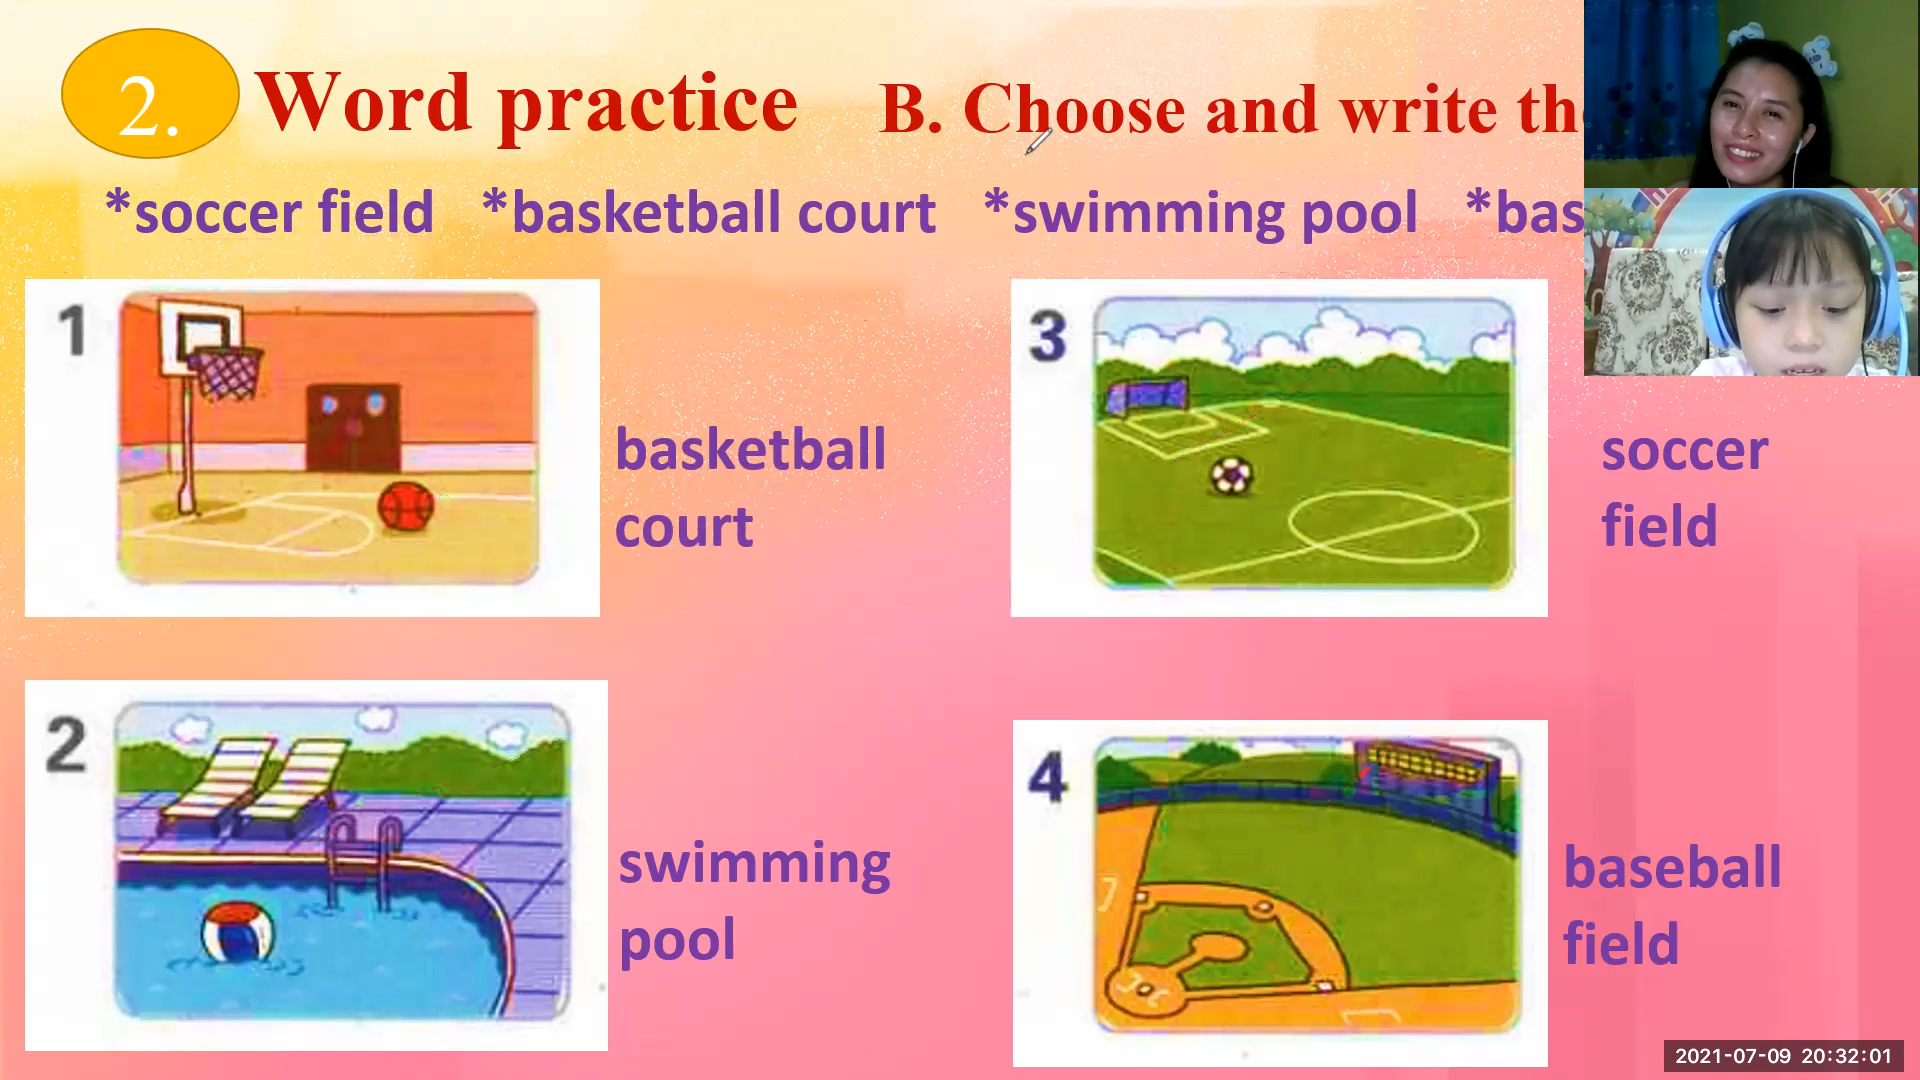 2. Word practice B. Choose and write th
*soccer field *basketball court *swimming pool *bas
1
basketball
court
3
soccer
field
2
swimming
pool
4
baseball
field
2021-07-09 20:32:01